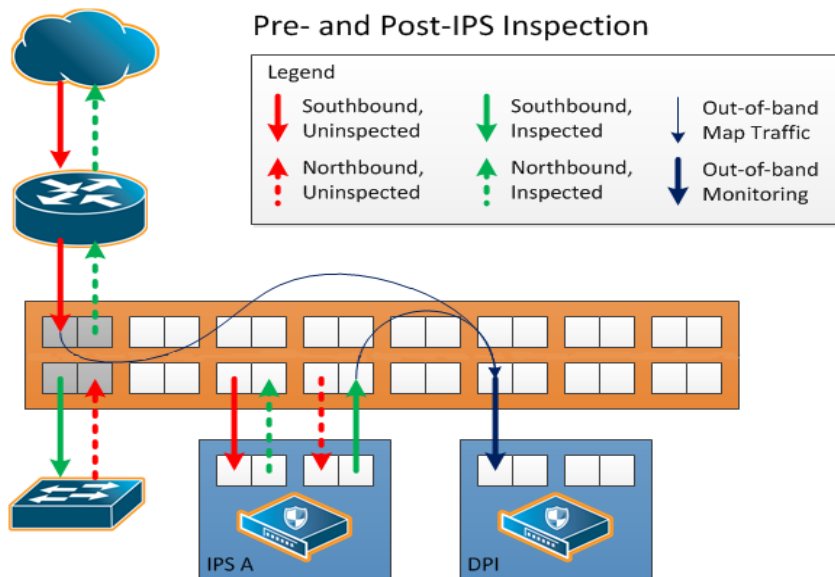 Pre- and Post-IPS Inspection
Legend
Southbound,
Uninspected
Southbound,
Inspected
Out-of-band
Map Traffic
Northbound,
Uninspected
Northbound,
Inspected
Out-of-band
Monitoring
IPS A
DPI